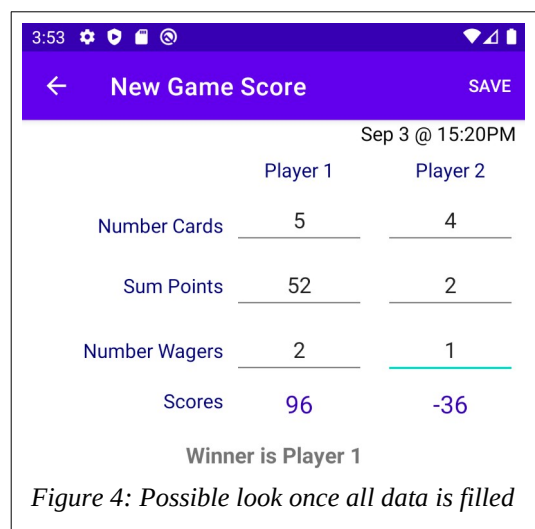 3:53
New Game Score SAVE
Sep 3 @ 15:20PM
Player 1 Player 2
Number Cards 5 4
Sum Points 52 2
Number Wagers 2 1
Scores 96 -36
Winner is Player 1
Figure 4: Possible look once all data is filled